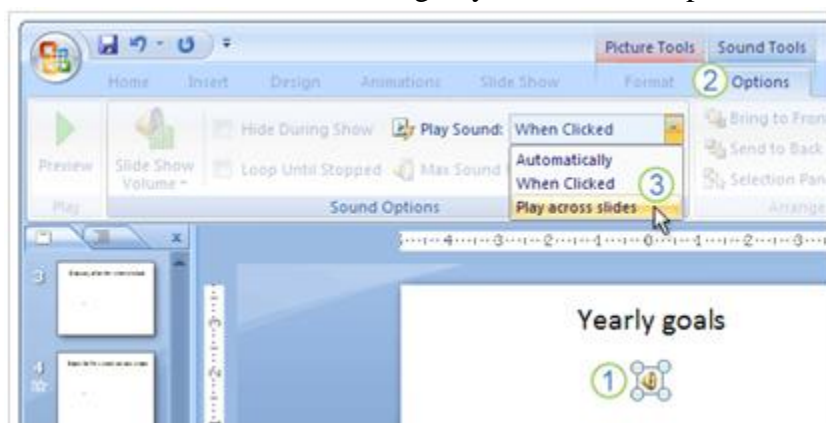 Picture Tools Sound Tools
Home Insert Design Animations Slide Show Format 2 Options
Preview
Slide Show Volume
Hide During Show
Loop Until Stopped
Play Sound: When Clicked
Max Sound
Automatically
When Clicked
Play across slides
3
Bring to Fron
Send to Back
Selection Pan
Play
Sound Options
Arrange
3
4
Yearly goals
1